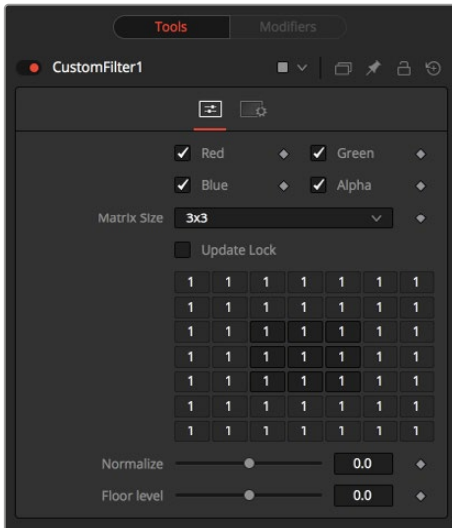 Tools Modifiers
CustomFilter1
Red Green
Blue Alpha
Matrix Size 3x3
Update Lock
1 1 1 1 1 1 1
1 1 1 1 1 1 1
1 1 1 1 1 1 1
1 1 1 1 1 1 1
1 1 1 1 1 1 1
1 1 1 1 1 1 1
1 1 1 1 1 1 1
Normalize 0.0
Floor level 0.0